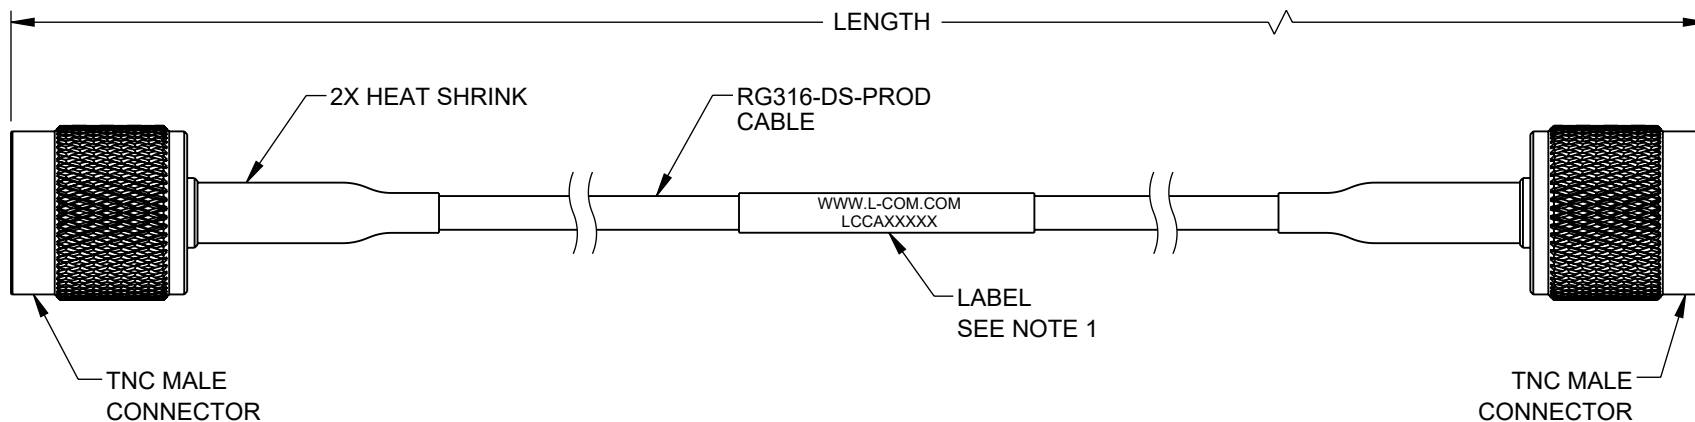 LENGTH
2X HEAT SHRINK
RG316-DS-PROD
CABLE
WWW.L-COM.COM
LCCAXXXXX
LABEL
SEE NOTE 1
TNC MALE
CONNECTOR
TNC MALE
CONNECTOR